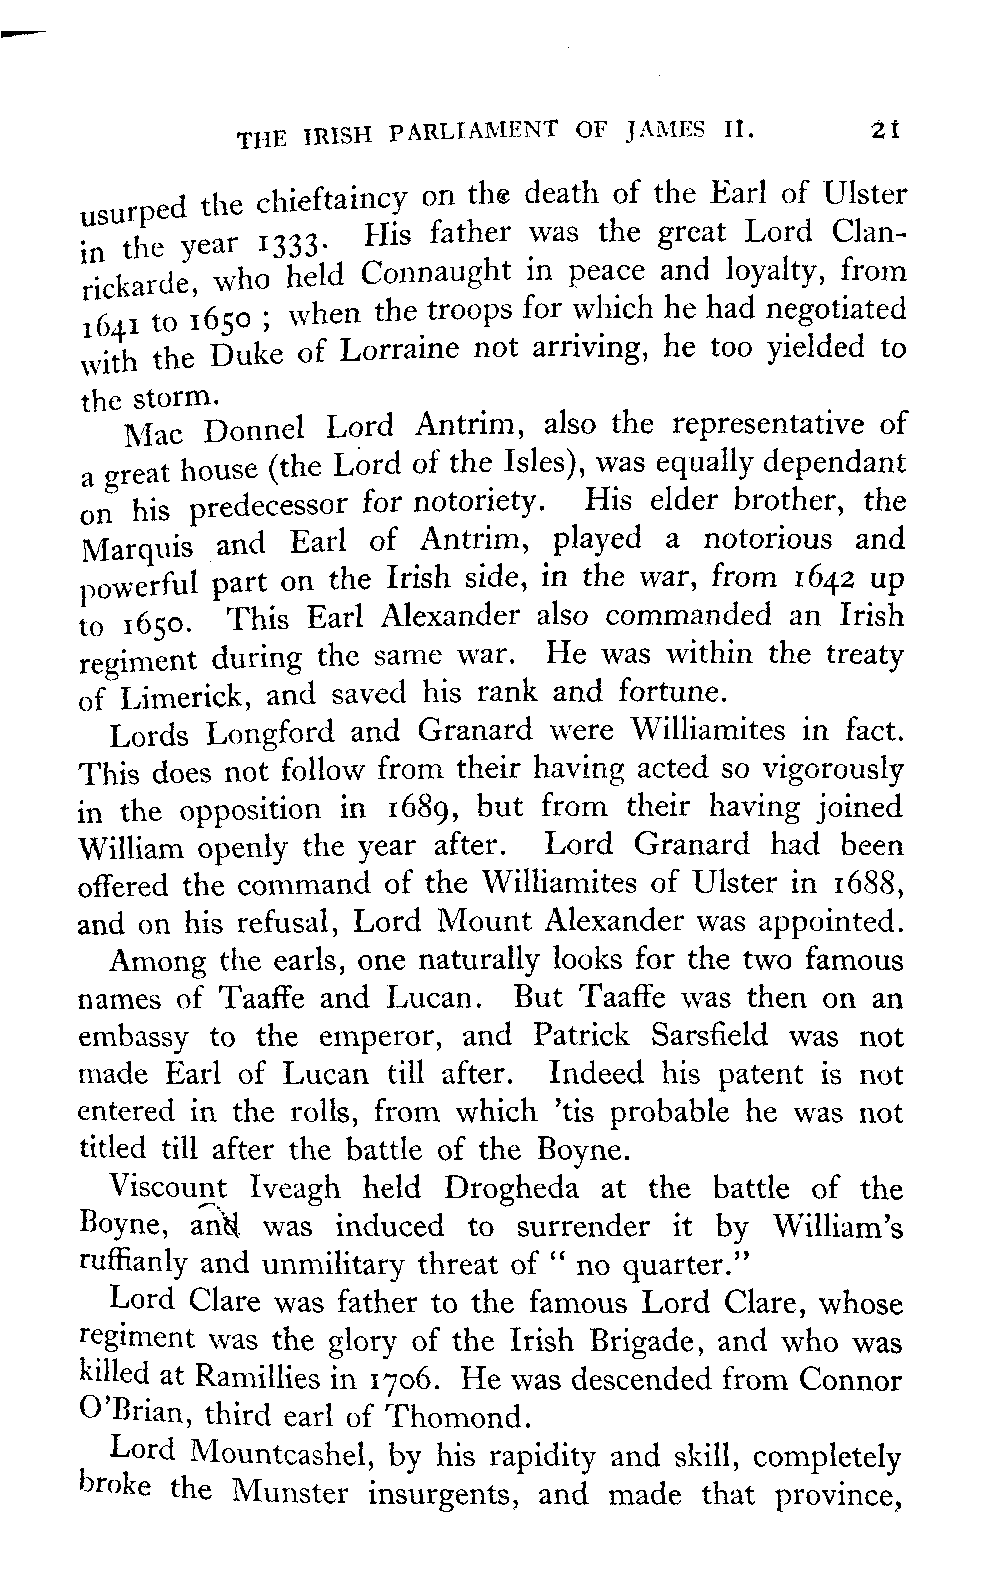 THE IRISH PARLIAMENT OF JAMES II. 21
usurped the chieftaincy on the death of the Earl of Ulster
in the year 1333. His father was the great Lord Clan-
rickarde, who held Connaught in peace and loyalty, from
1641 to 1650 ; when the troops for which he had negotiated
with the Duke of Lorraine not arriving, he too yielded to
the storm.
Mac Donnel Lord Antrim, also the representative of
a great house (the Lord of the Isles), was equally dependant
on his predecessor for notoriety. His elder brother, the
Marquis and Earl of Antrim, played a notorious and
powerful part on the Irish side, in the war, from 1642 up
to 1650. This Earl Alexander also commanded an Irish
regiment during the same war. He was within the treaty
of Limerick, and saved his rank and fortune.
Lords Longford and Granard were Williamites in fact.
This does not follow from their having acted so vigorously
in the opposition in 1689, but from their having joined
William openly the year after. Lord Granard had been
offered the command of the Williamites of Ulster in 1688,
and on his refusal, Lord Mount Alexander was appointed.
Among the earls, one naturally looks for the two famous
names of Taaffe and Lucan. But Taaffe was then on an
embassy to the emperor, and Patrick Sarsfield was not
made Earl of Lucan till after. Indeed his patent is not
entered in the rolls, from which 'tis probable he was not
titled till after the battle of the Boyne.
Viscount Iveagh held Drogheda at the battle of the
Boyne, and was induced to surrender it by William's
ruffianly and unmilitary threat of “ no quarter.”
Lord Clare was father to the famous Lord Clare, whose
regiment was the glory of the Irish Brigade, and who was
killed at Ramillies in 1706. He was descended from Connor
O'Brian, third earl of Thomond.
Lord Mountcashel, by his rapidity and skill, completely
broke the Munster insurgents, and made that province,